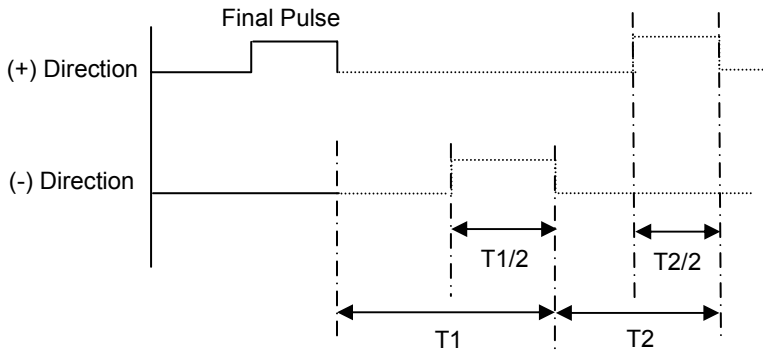 Final Pulse
(+) Direction
(-) Direction
T1/2
T2/2
T1
T2